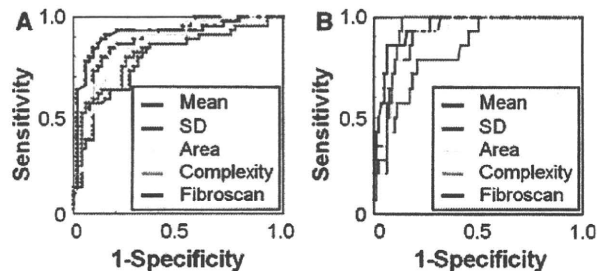 A
Sensitivity
1.0
0.5
0
Mean
SD
Area
Complexity
Fibroscan
0
0.5
1.0
1-Specificity
B
Sensitivity
1.0
0.5
0
Mean
SD
Area
Complexity
Fibroscan
0
0.5
1.0
1-Specificity